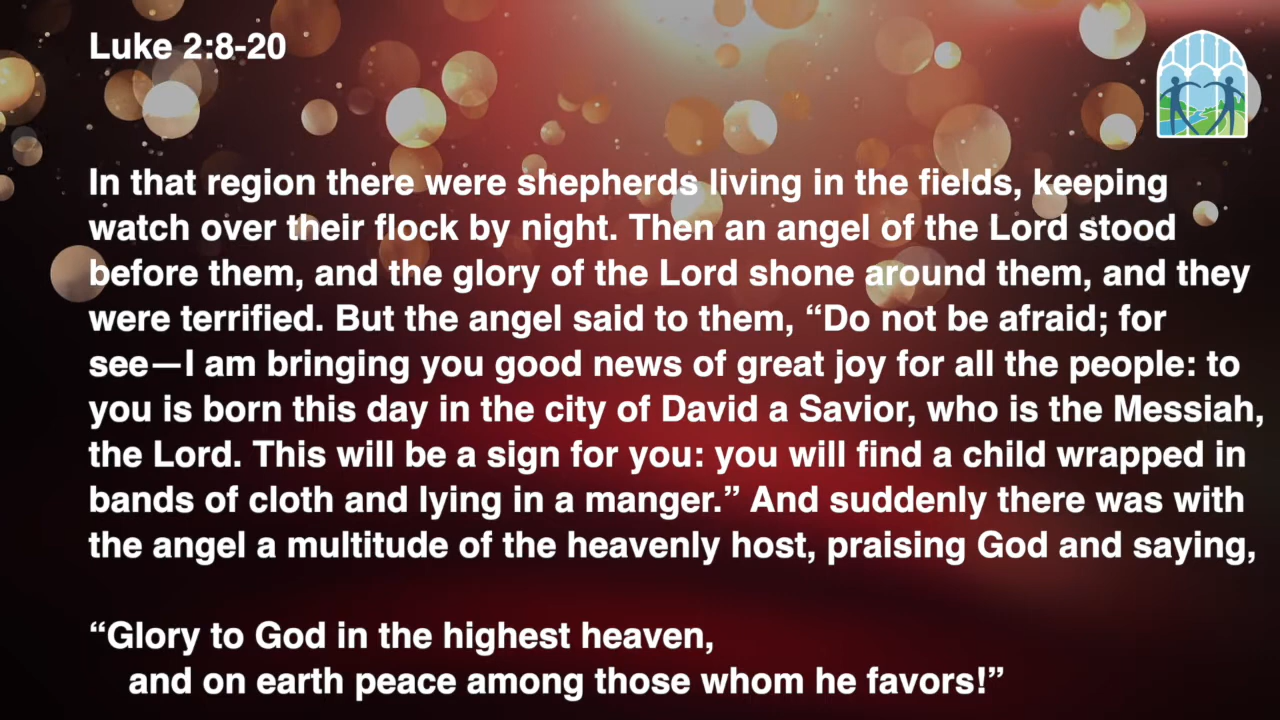 Luke 2:8-20
In that region there were shepherds living in the fields, keeping
watch over their flock by night. Then an angel of the Lord stood
before them, and the glory of the Lord shone around them, and they
were terrified. But the angel said to them, “Do not be afraid; for
see—I am bringing you good news of great joy for all the people: to
you is born this day in the city of David a Savior, who is the Messiah,
the Lord. This will be a sign for you: you will find a child wrapped in
bands of cloth and lying in a manger.” And suddenly there was with
the angel a multitude of the heavenly host, praising God and saying,
“Glory to God in the highest heaven,
and on earth peace among those whom he favors!”